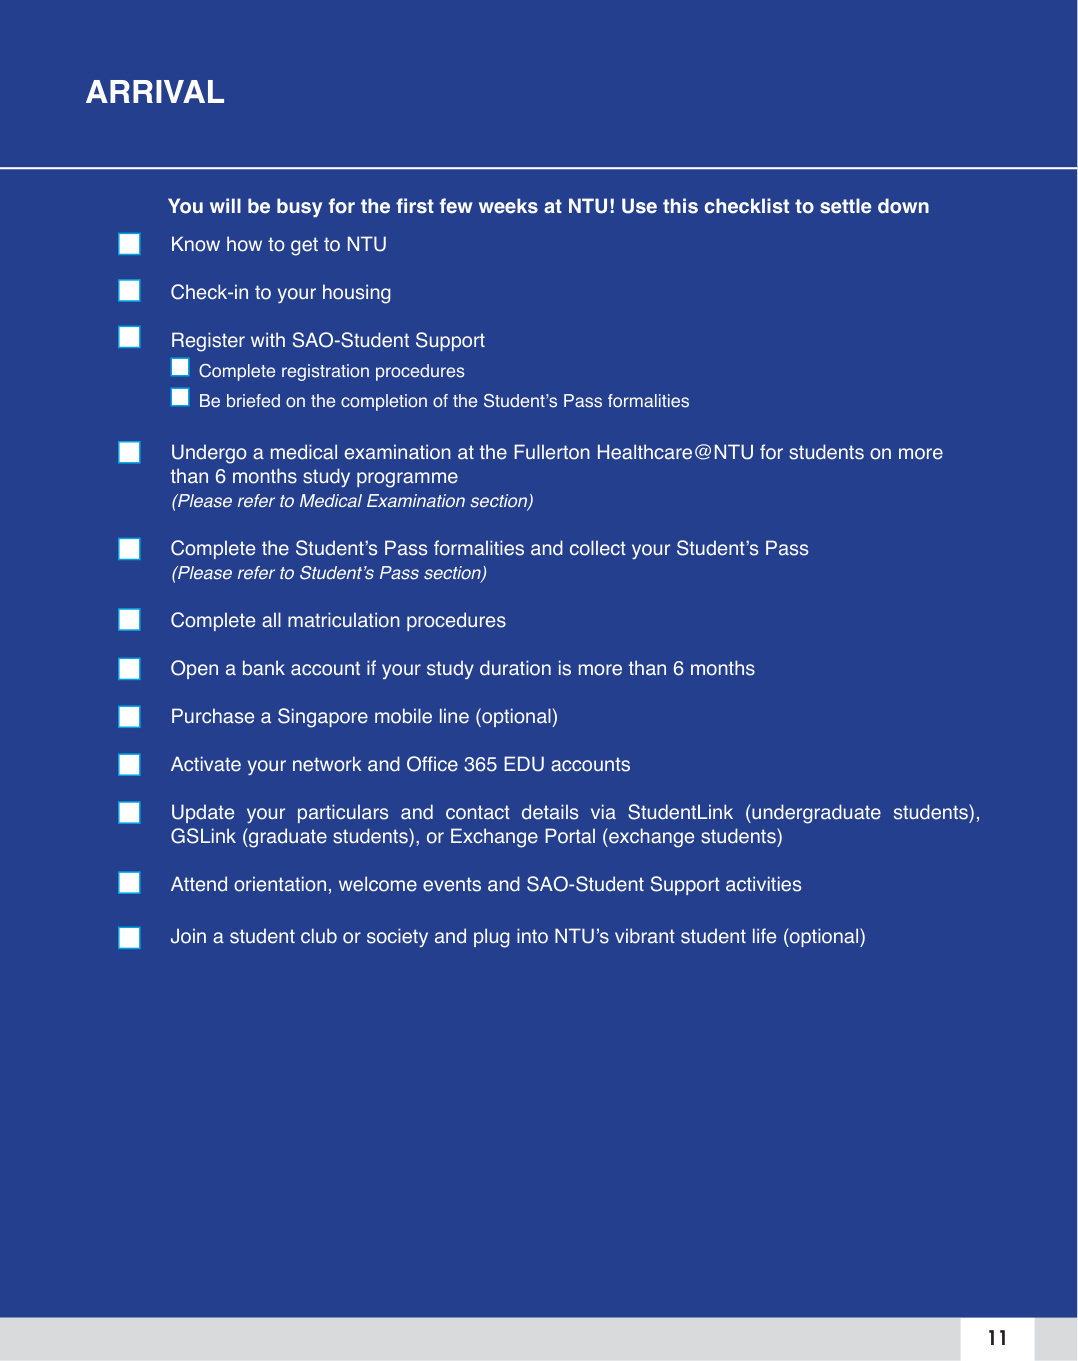 ARRIVAL
You will be busy for the first few weeks at NTU! Use this checklist to settle down
Know how to get to NTU
Check-in to your housing
Register with SAO-Student Support
Complete registration procedures
Be briefed on the completion of the Student’s Pass formalities
Undergo a medical examination at the Fullerton Healthcare@NTU for students on more
than 6 months study programme
(Please refer to Medical Examination section)
Complete the Student’s Pass formalities and collect your Student’s Pass
(Please refer to Student’s Pass section)
Complete all matriculation procedures
Open a bank account if your study duration is more than 6 months
Purchase a Singapore mobile line (optional)
Activate your network and Office 365 EDU accounts
Update your particulars and contact details via StudentLink (undergraduate students),
GSLink (graduate students), or Exchange Portal (exchange students)
Attend orientation, welcome events and SAO-Student Support activities
Join a student club or society and plug into NTU’s vibrant student life (optional)
11